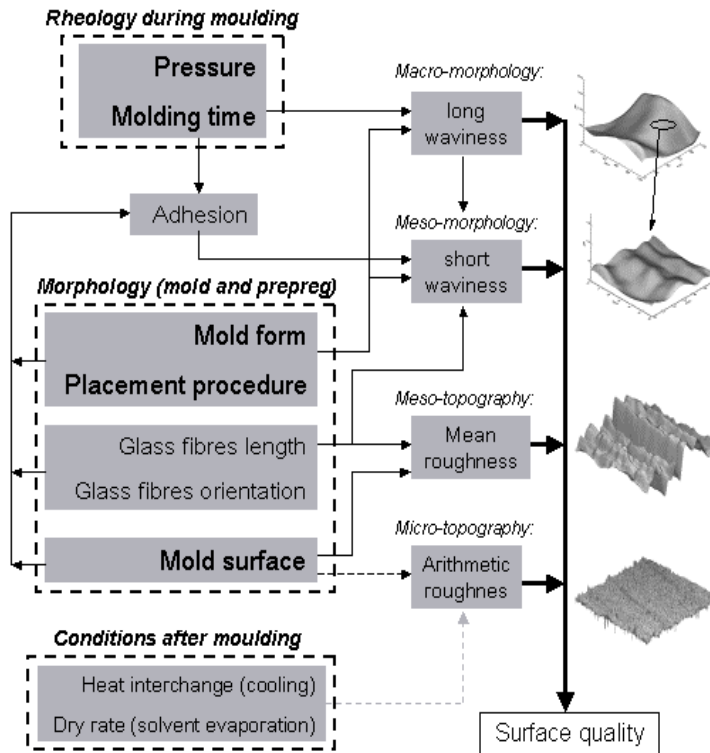 Rheology during moulding
Pressure
Molding time
Adhesion
Morphology (mold and prepreg)
Mold form
Placement procedure
Glass fibres length
Glass fibres orientation
Mold surface
Conditions after moulding
Heat interchange (cooling)
Dry rate (solvent evaporation)
Macro-morphology:
long
waviness
Meso-morphology:
short
waviness
Meso-topography:
Mean
roughness
Micro-topography:
Arithmetic
roughnes
Surface quality